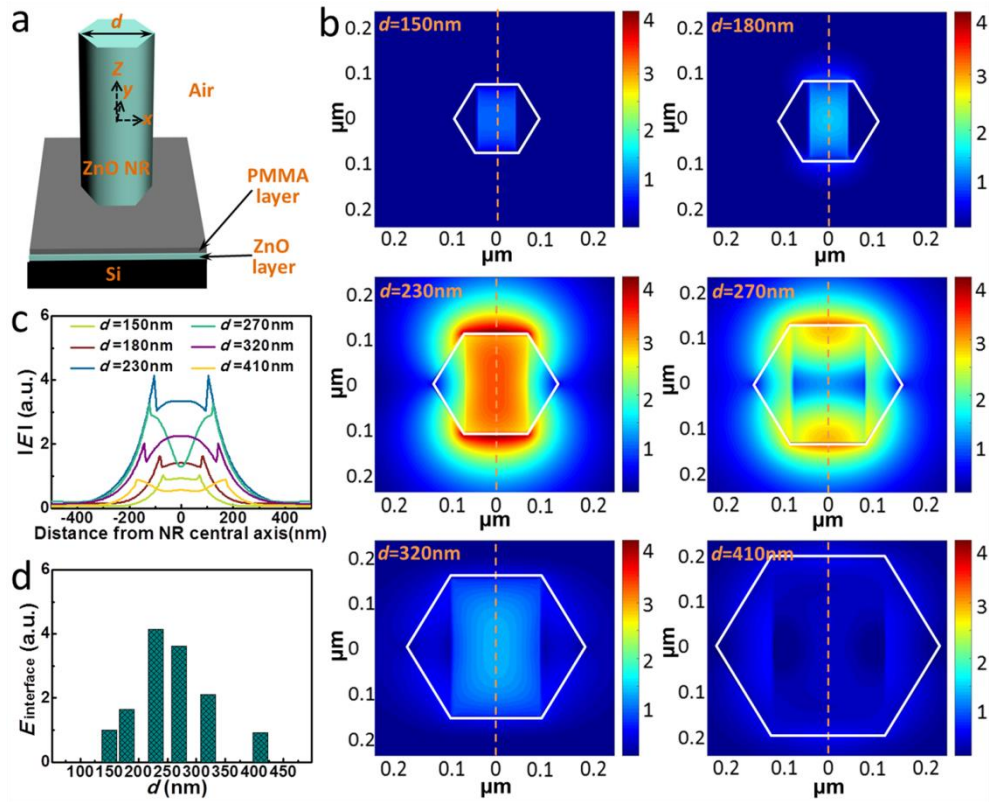 a
d
Z
y
x
Air
ZnO NR
PMMA
layer
ZnO
layer
Si
b
d=150nm
0.2
0.1
0
0.1
0.2
µm
0.2 0.1 0 0.1 0.2
µm
4
3
2
1
d=180nm
0.2
0.1
0
0.1
0.2
µm
0.2 0.1 0 0.1 0.2
µm
4
3
2
1
d=230nm
0.2
0.1
0
0.1
0.2
µm
0.2 0.1 0 0.1 0.2
µm
4
3
2
1
d=270nm
0.2
0.1
0
0.1
0.2
µm
0.2 0.1 0 0.1 0.2
µm
4
3
2
1
d=320nm
0.2
0.1
0
0.1
0.2
µm
0.2 0.1 0 0.1 0.2
µm
4
3
2
1
d=410nm
0.2
0.1
0
0.1
0.2
µm
0.2 0.1 0 0.1 0.2
µm
4
3
2
1
c
d=150nm d=270nm
d=180nm d=320nm
d=230nm d=410nm
6
4
2
0
IEI (a.u.)
-400 -200 0 200 400
Distance from NR central axis(nm)
d
6
4
2
0
E interface (a.u.)
100 150 200 250 300 350 400 450
d (nm)